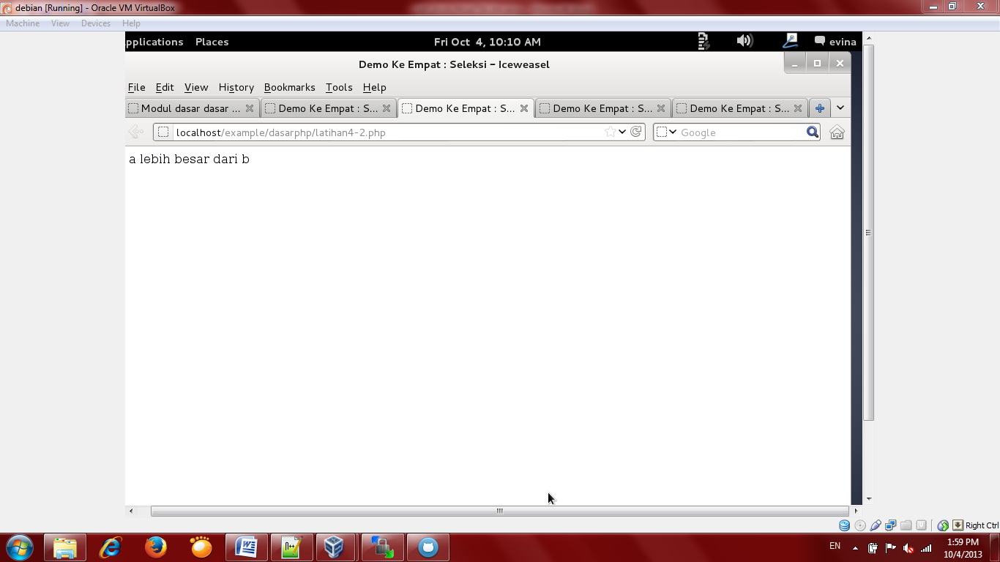 debian [Running] - Oracle VM VirtualBox
Machine View Devices Help
pplications Places Fri Oct 4, 10:10 AM evina
Demo Ke Empat : Seleksi – Iceweasel
File Edit View History Bookmarks Tools Help
Modul dasar dasar ... Demo Ke Empat : S... Demo Ke Empat : S... Demo Ke Empat : S... Demo Ke Empat : S...
localhost/example/dasarphp/latihan4-2.php Google
a lebih besar dari b
Right Ctrl
EN 1:59 PM
10/4/2013